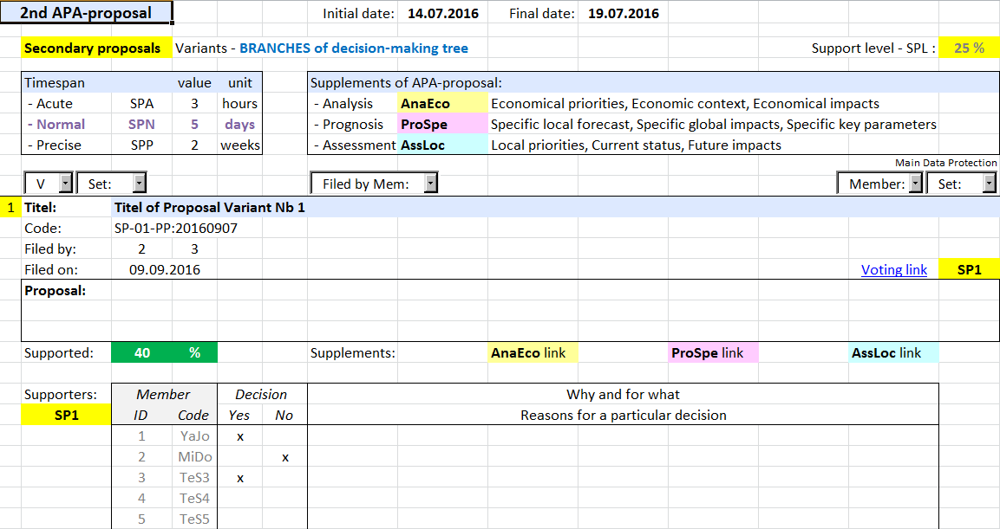 2nd APA-proposal Initial date: 14.07.2016 Final date: 19.07.2016
Secondary proposals Variants - BRANCHES of decision-making tree Support level - SPL : 25 %
Timespan value unit Supplements of APA-proposal:
- Acute SPA 3 hours - Analysis AnaEco Economical priorities, Economic context, Economical impacts
- Normal SPN 5 days - Prognosis ProSpe Specific local forecast, Specific global impacts, Specific key parameters
- Precise SPP 2 weeks - Assessment AssLoc Local priorities, Current status, Future impacts
Main Data Protection
V Set: Filed by Mem: Member: Set:
1 Titel: Titel of Proposal Variant Nb 1
Code: SP-01-PP:20160907
Filed by: 2 3
Filed on: 09.09.2016 Voting link SP1
Proposal:
Supported: 40 % Supplements: AnaEco link ProSpe link AssLoc link
Supporters: Member Decision Why and for what
SP1 ID Code Yes No Reasons for a particular decision
1 YaJo x
2 MiDo x
3 TeS3 x
4 TeS4
5 TeS5